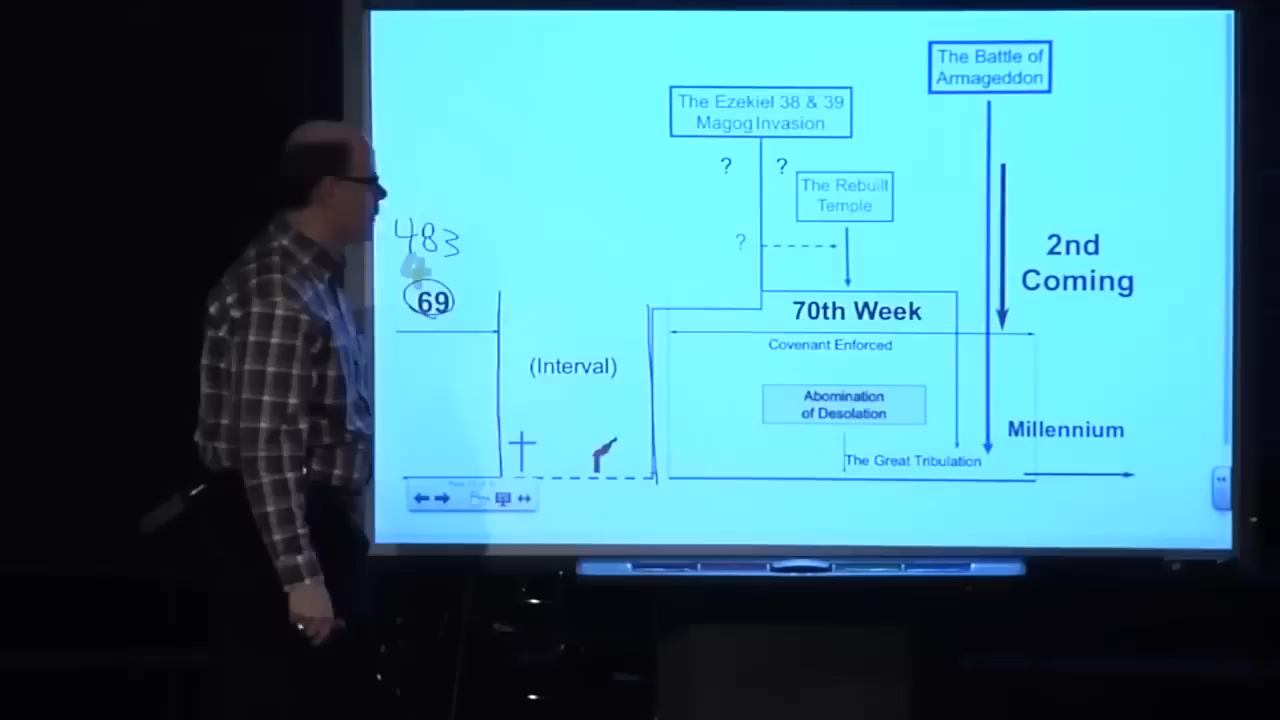 The Battle of
Armageddon
The Ezekiel 38 & 39
Magog Invasion
? ?
The Rebuilt
Temple
?
483
69
2nd
Coming
70th Week
Covenant Enforced
(Interval)
Abomination
of Desolation
Millennium
The Great Tribulation